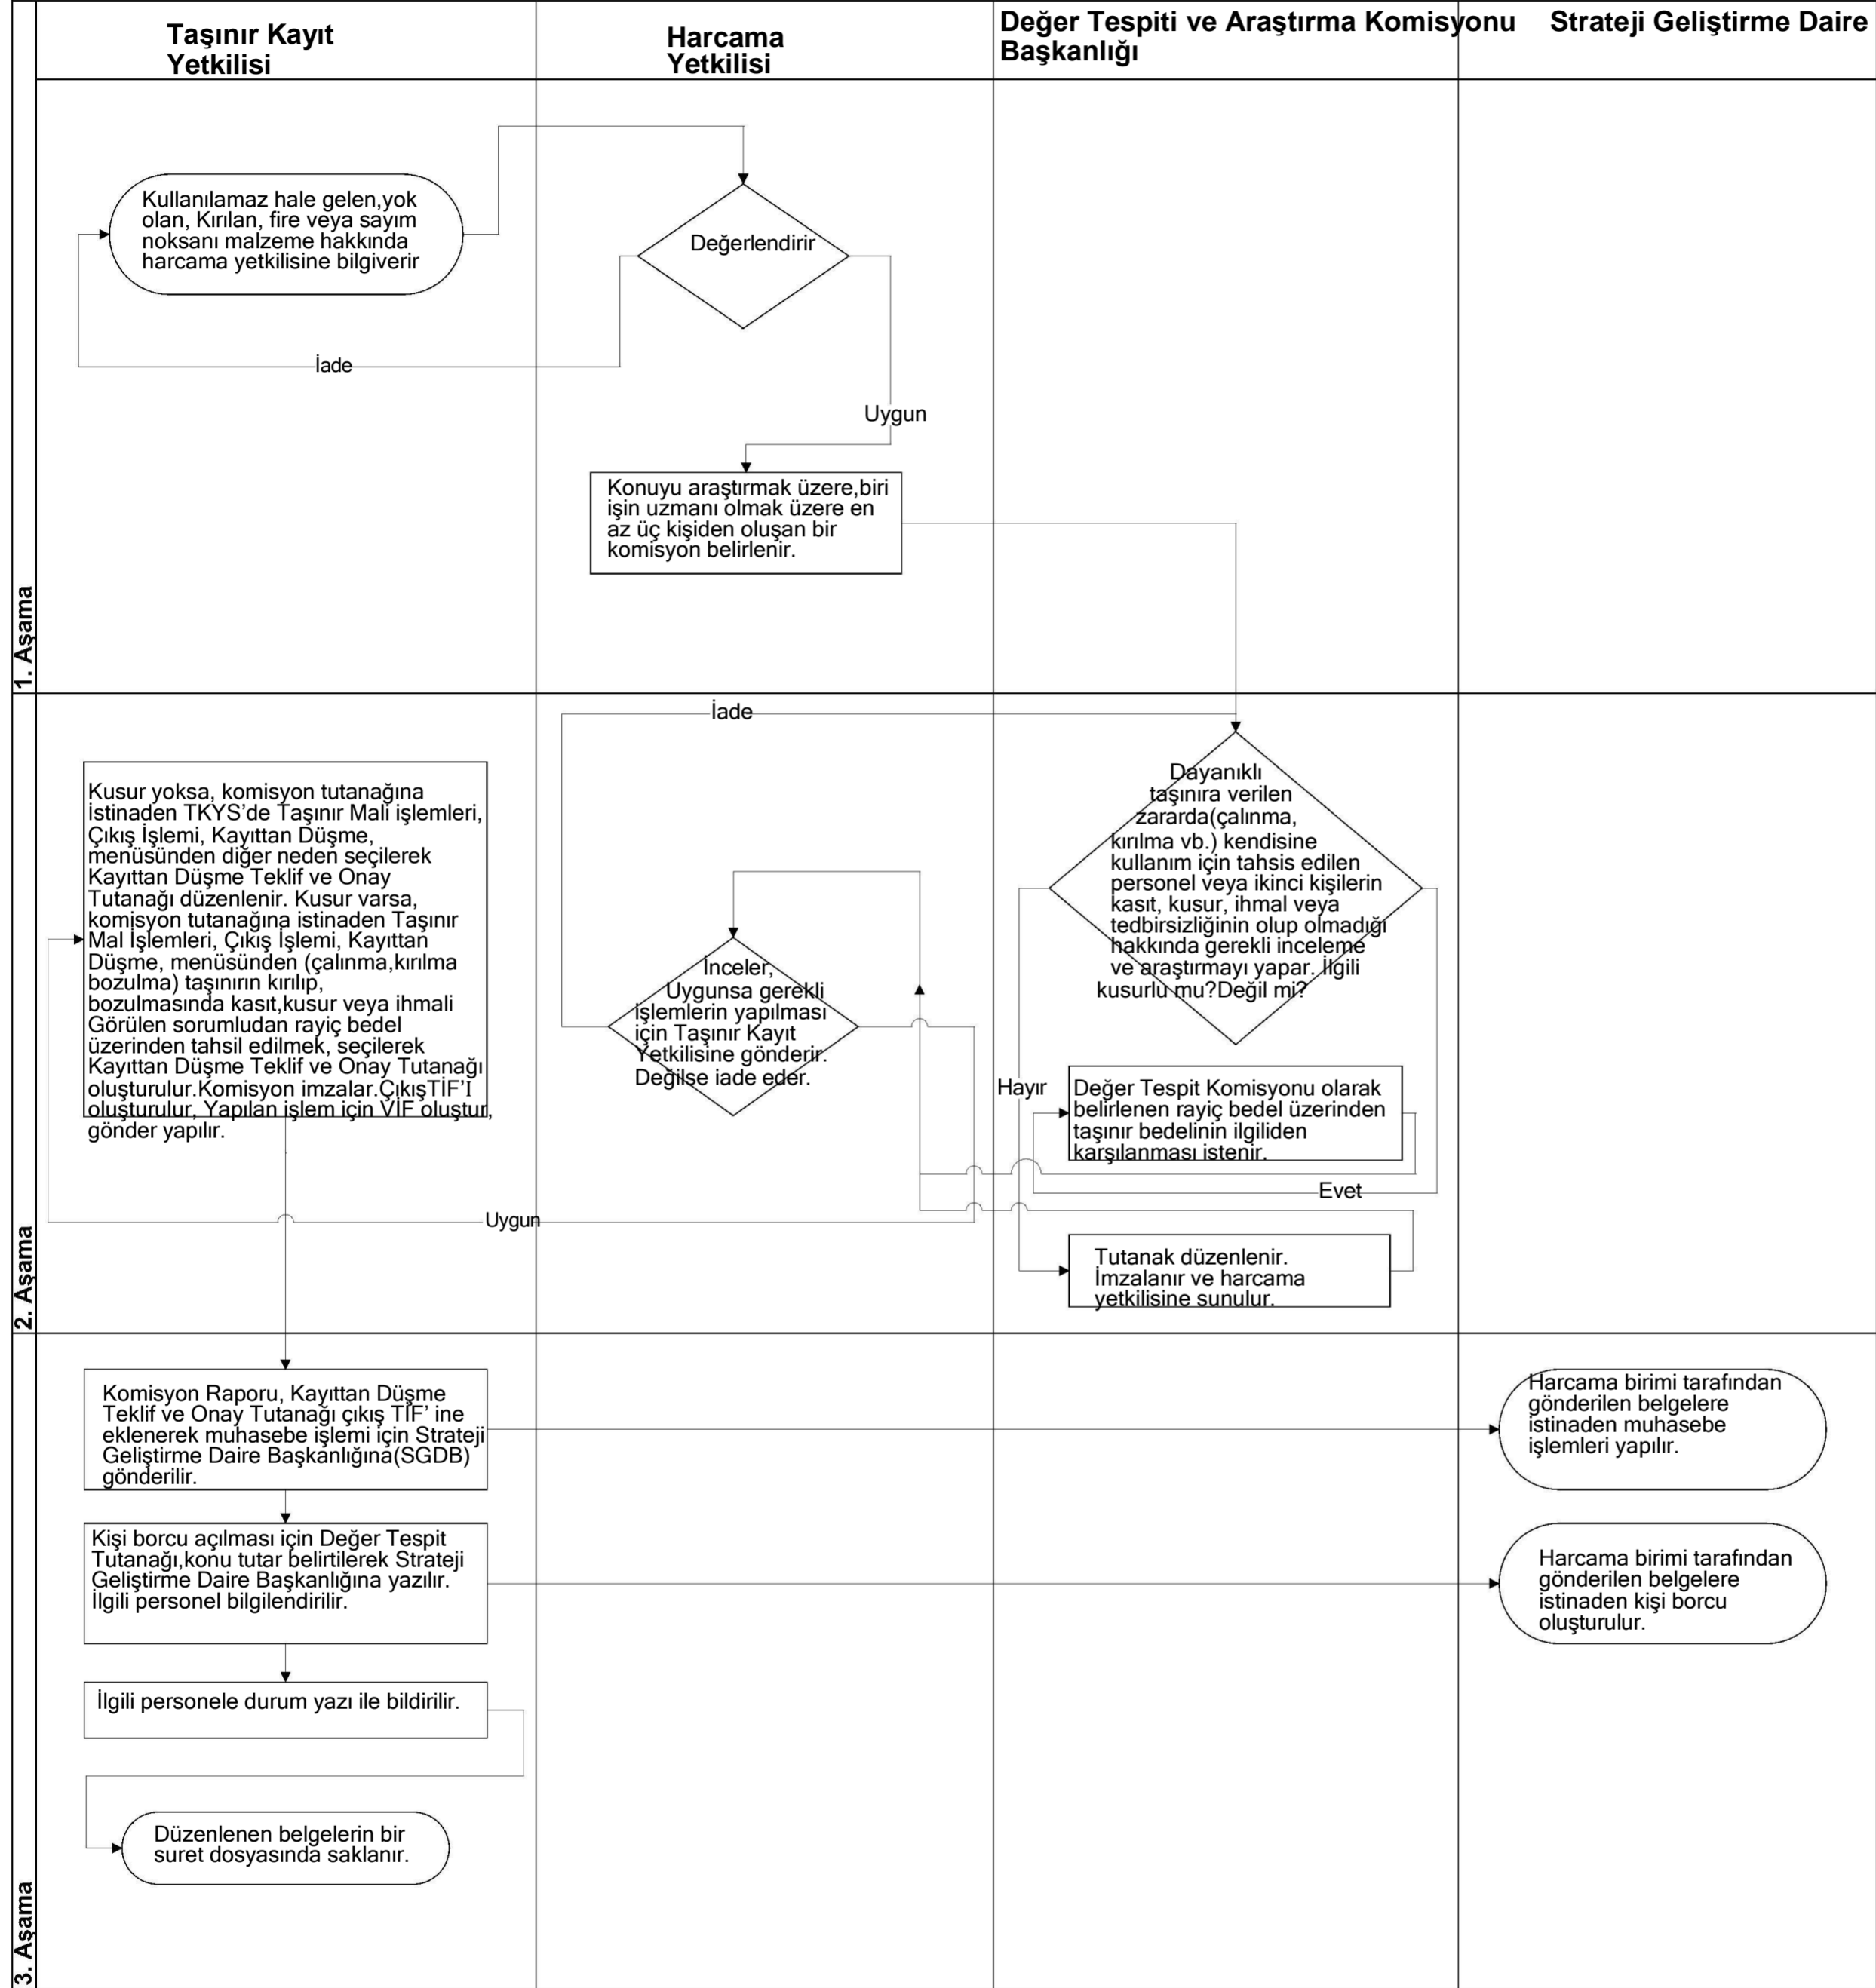 Taşınır Kayıt
Yetkilisi
Harcama
Yetkilisi
Değer Tespiti ve Araştırma Komisyonu Strateji Geliştirme Daire
Başkanlığı
1. Aşama
Kullanılamaz hale gelen,yok
olan, Kırılan, fire veya sayım
noksanı malzeme hakkında
harcama yetkilisine bilgiverir
Değerlendirir
İade
Uygun
Konuyu araştırmak üzere,biri
işin uzmanı olmak üzere en
az üç kişiden oluşan bir
komisyon belirlenir.
2. Aşama
İade
Kusur yoksa, komisyon tutanağına
İstinaden TKYS'de Taşınır Mali işlemleri,
Çıkış İşlemi, Kayıttan Düşme,
menüsünden diğer neden seçilerek
Kayıttan Düşme Teklif ve Onay
Tutanağı düzenlenir. Kusur varsa,
komisyon tutanağına istinaden Taşınır
Mal İşlemleri, Çıkış İşlemi, Kayıttan
Düşme, menüsünden (çalınma,kırılma
bozulma) taşınırın kırılıp,
bozulmasında kasıt,kusur veya ihmali
Görülen sorumludan rayiç bedel
üzerinden tahsil edilmek, seçilerek
Kayıttan Düşme Teklif ve Onay Tutanağı
oluşturulur.Komisyon imzalar.ÇıkışTİF'I
oluşturulur, Yapılan işlem için VİF oluştur,
gönder yapılır.
İnceler,
Uygunsa gerekli
işlemlerin yapılması
için Taşınır Kayıt
Yetkilisine gönderir.
Değilse iade eder.
Dayanıklı
taşınıra verilen
zararda(çalınma,
kırılma vb.) kendisine
kullanım için tahsis edilen
personel veya ikinci kişilerin
kasıt, kusur, ihmal veya
tedbirsizliğinin olup olmadığı
hakkında gerekli inceleme
ve araştırmayı yapar. İlgili
kusurlu mu?Değil mi?
Hayır
Değer Tespit Komisyonu olarak
belirlenen rayiç bedel üzerinden
taşınır bedelinin ilgiliden
karşılanması istenir.
Evet
Uygun
Tutanak düzenlenir.
İmzalanır ve harcama
yetkilisine sunulur.
3. Aşama
Komisyon Raporu, Kayıttan Düşme
Teklif ve Onay Tutanağı çıkış TİF' ine
eklenerek muhasebe işlemi için Strateji
Geliştirme Daire Başkanlığına(SGDB)
gönderilir.
Harcama birimi tarafından
gönderilen belgelere
istinaden muhasebe
işlemleri yapılır.
Kişi borcu açılması için Değer Tespit
Tutanağı,konu tutar belirtilerek Strateji
Geliştirme Daire Başkanlığına yazılır.
İlgili personel bilgilendirilir.
Harcama birimi tarafından
gönderilen belgelere
istinaden kişi borcu
oluşturulur.
İlgili personele durum yazı ile bildirilir.
Düzenlenen belgelerin bir
suret dosyasında saklanır.